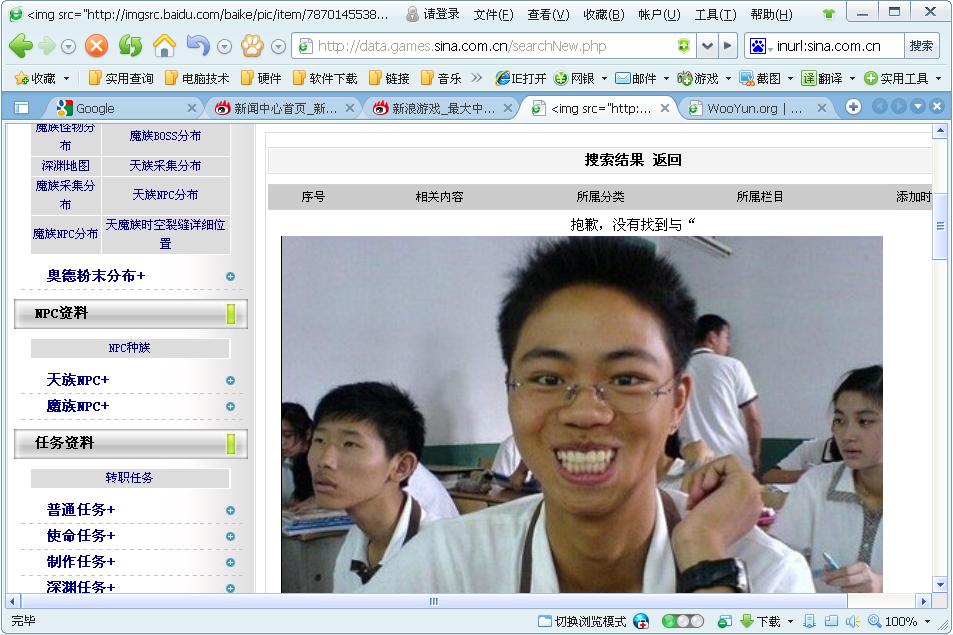 <img src="http://imgsrc.baidu.com/baike/pic/item/7870145538...
请登录 文件(F) 查看(V) 收藏(B) 帐户(U) 工具(T) 帮助(H)
http://data.games.sina.com.cn/searchNew.php
inurl:sina.com.cn
搜索
收藏 实用查询 电脑技术 硬件 软件下载 链接 音乐 IE打开 网银 邮件 游戏 截图 翻译 实用工具
Google
新闻中心首页_新...
新浪游戏_最大中...
<img src="http:...
WooYun.org | ...
魔族怪物分布
魔族BOSS分布
深渊地图
天族采集分布
魔族采集分布
天族NPC分布
魔族NPC分布
天魔族时空裂缝详细位置
奥德粉末分布+
NPC资料
NPC种族
天族NPC+
魔族NPC+
任务资料
转职任务
普通任务+
使命任务+
制作任务+
深渊任务+
搜索结果 返回
序号 相关内容 所属分类 所属栏目 添加时
抱歉，没有找到与“
完毕
切换浏览模式
下载
100%